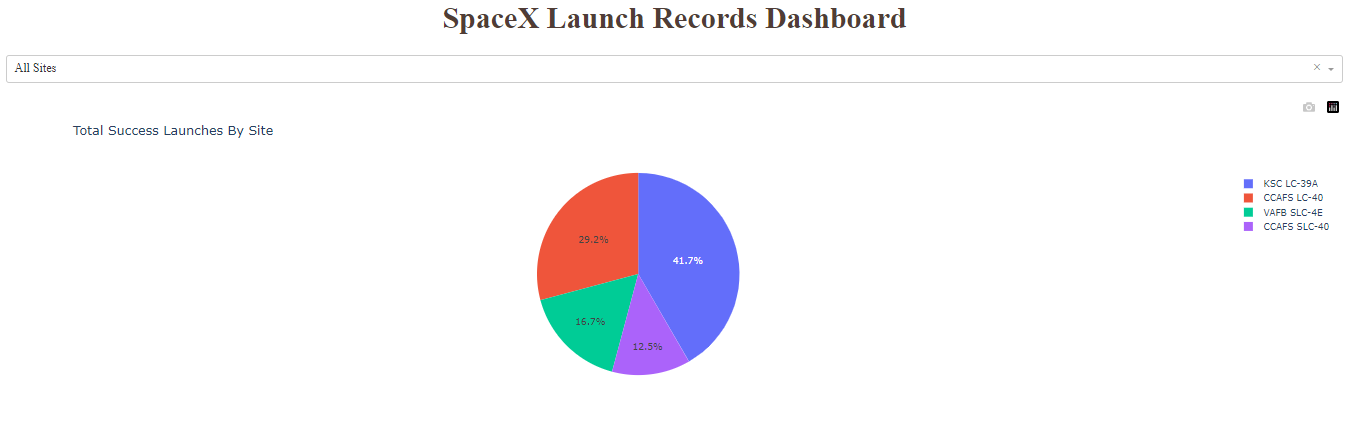 SpaceX Launch Records Dashboard
All Sites
Total Success Launches By Site
KSC LC-39A
CCAFS LC-40
VAFB SLC-4E
CCAFS SLC-40
29.2%
41.7%
16.7%
12.5%